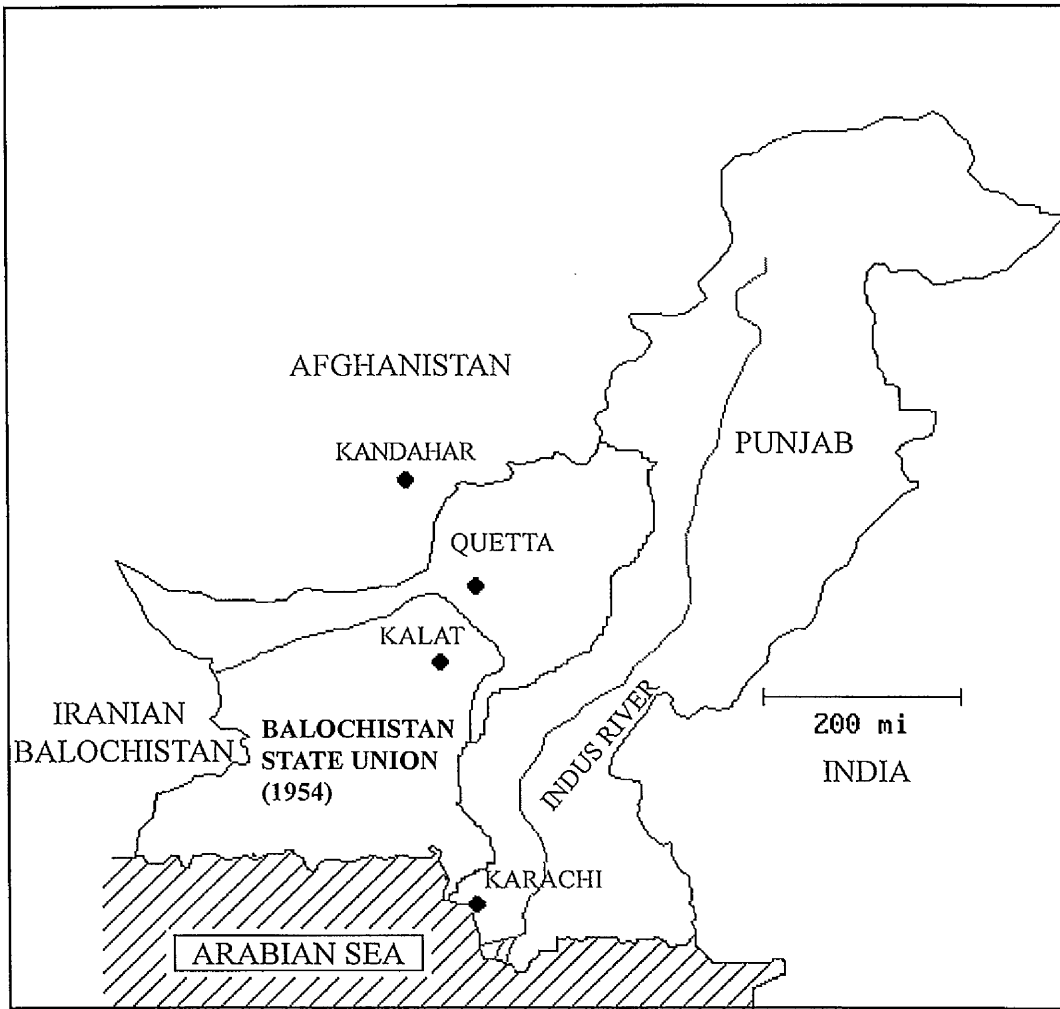 AFGHANISTAN
KANDAHAR
PUNJAB
QUETTA
KALAT
IRANIAN
BALOCHISTAN
BALOCHISTAN
STATE UNION
(1954)
INDUS RIVER
200 mi
INDIA
KARACHI
ARABIAN SEA